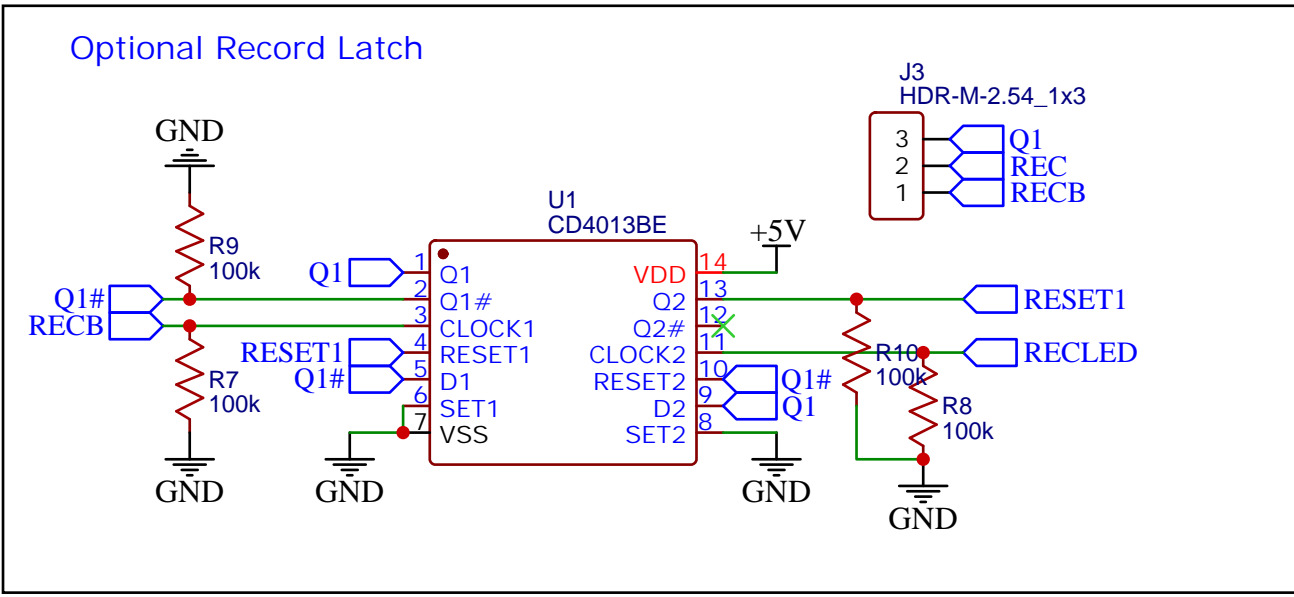 Optional Record Latch
J3
HDR-M-2.54_1x3
GND
3 Q1
2 REC
1 RECB
U1
CD4013BE
+5V
R9
100k
Q1 1 Q1
VDD 14
Q1# 2 Q1#
Q2 13 RESET1
RECB 3 CLOCK1
Q2# 12
RESET1 4 RESET1
CLOCK2 11 RECLED
Q1# 5 D1
RESET2 10 Q1#
6 SET1
D2 9 Q1
7 VSS
SET2 8
R7
100k
R10
100k
R8
100k
GND
GND
GND
GND